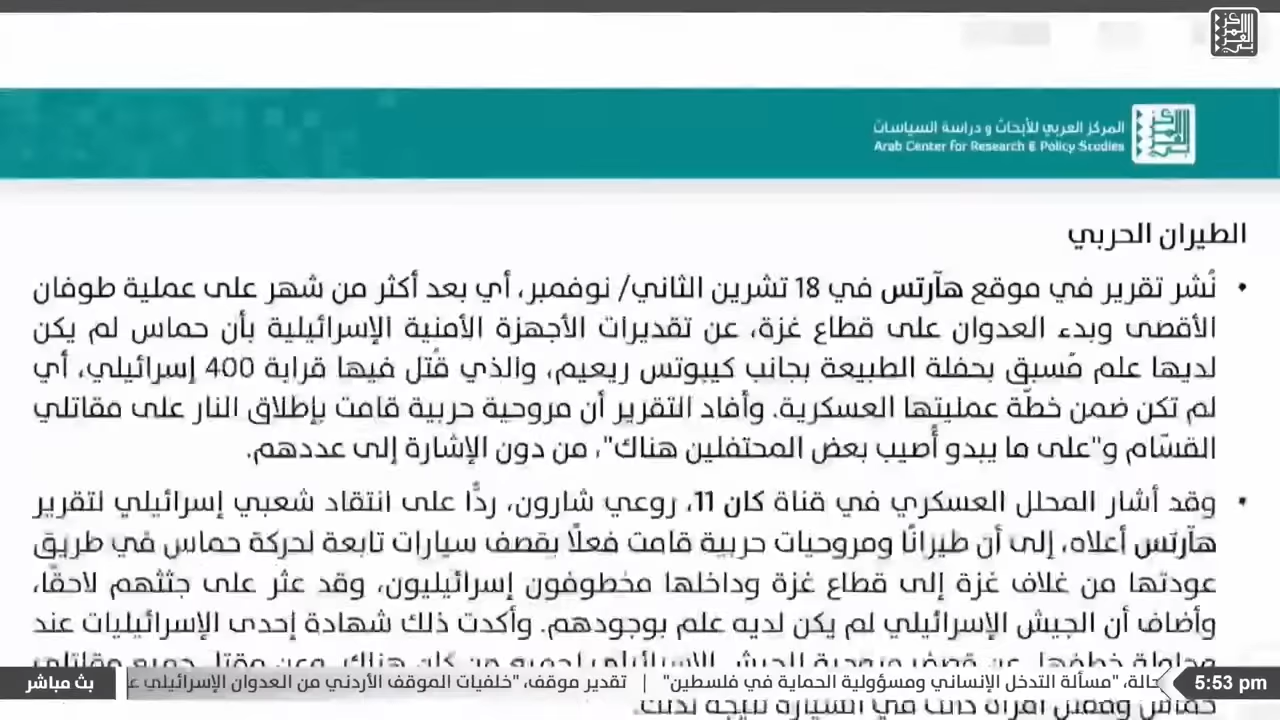 المركز العربي للأبحاث و دراسة السياسات
Arab Center for Research & Policy Studies
الطيران الحربي
• نُشر تقرير في موقع هآرتس في 18 تشرين الثاني/ نوفمبر، أي بعد أكثر من شهر على عملية طوفان
الأقصى وبدء العدوان على قطاع غزة، عن تقديرات الأجهزة الأمنية الإسرائيلية بأن حماس لم يكن
لديها علم مُسبق بحفلة الطبيعة بجانب كيبوتس ريعيم، والذي قُتل فيها قرابة 400 إسرائيلي، أي
لم تكن ضمن خطّة عمليتها العسكرية. وأفاد التقرير أن مروحية حربية قامت بإطلاق النار على مقاتلي
القسّام و"على ما يبدو أُصيب بعض المحتفلين هناك"، من دون الإشارة إلى عددهم.
• وقد أشار المحلل العسكري في قناة كان 11، روعي شارون، ردًّا على انتقاد شعبي إسرائيلي لتقرير
هآرتس أعلاه، إلى أن طيرانًا ومروحيات حربية قامت فعلًا بقصف سيارات تابعة لحركة حماس في طريق
عودتها من غلاف غزة إلى قطاع غزة وداخلها مخطوفون إسرائيليون، وقد عثر على جثثهم لاحقًا،
وأضاف أن الجيش الإسرائيلي لم يكن لديه علم بوجودهم. وأكدت ذلك شهادة إحدى الإسرائيليات عند
5:53 pm
حالة، "مسألة التدخل الإنساني ومسؤولية الحماية في فلسطين" | تقدير موقف، "خلفيات الموقف الأردني من العدوان الإسرائيلي
بث مباشر